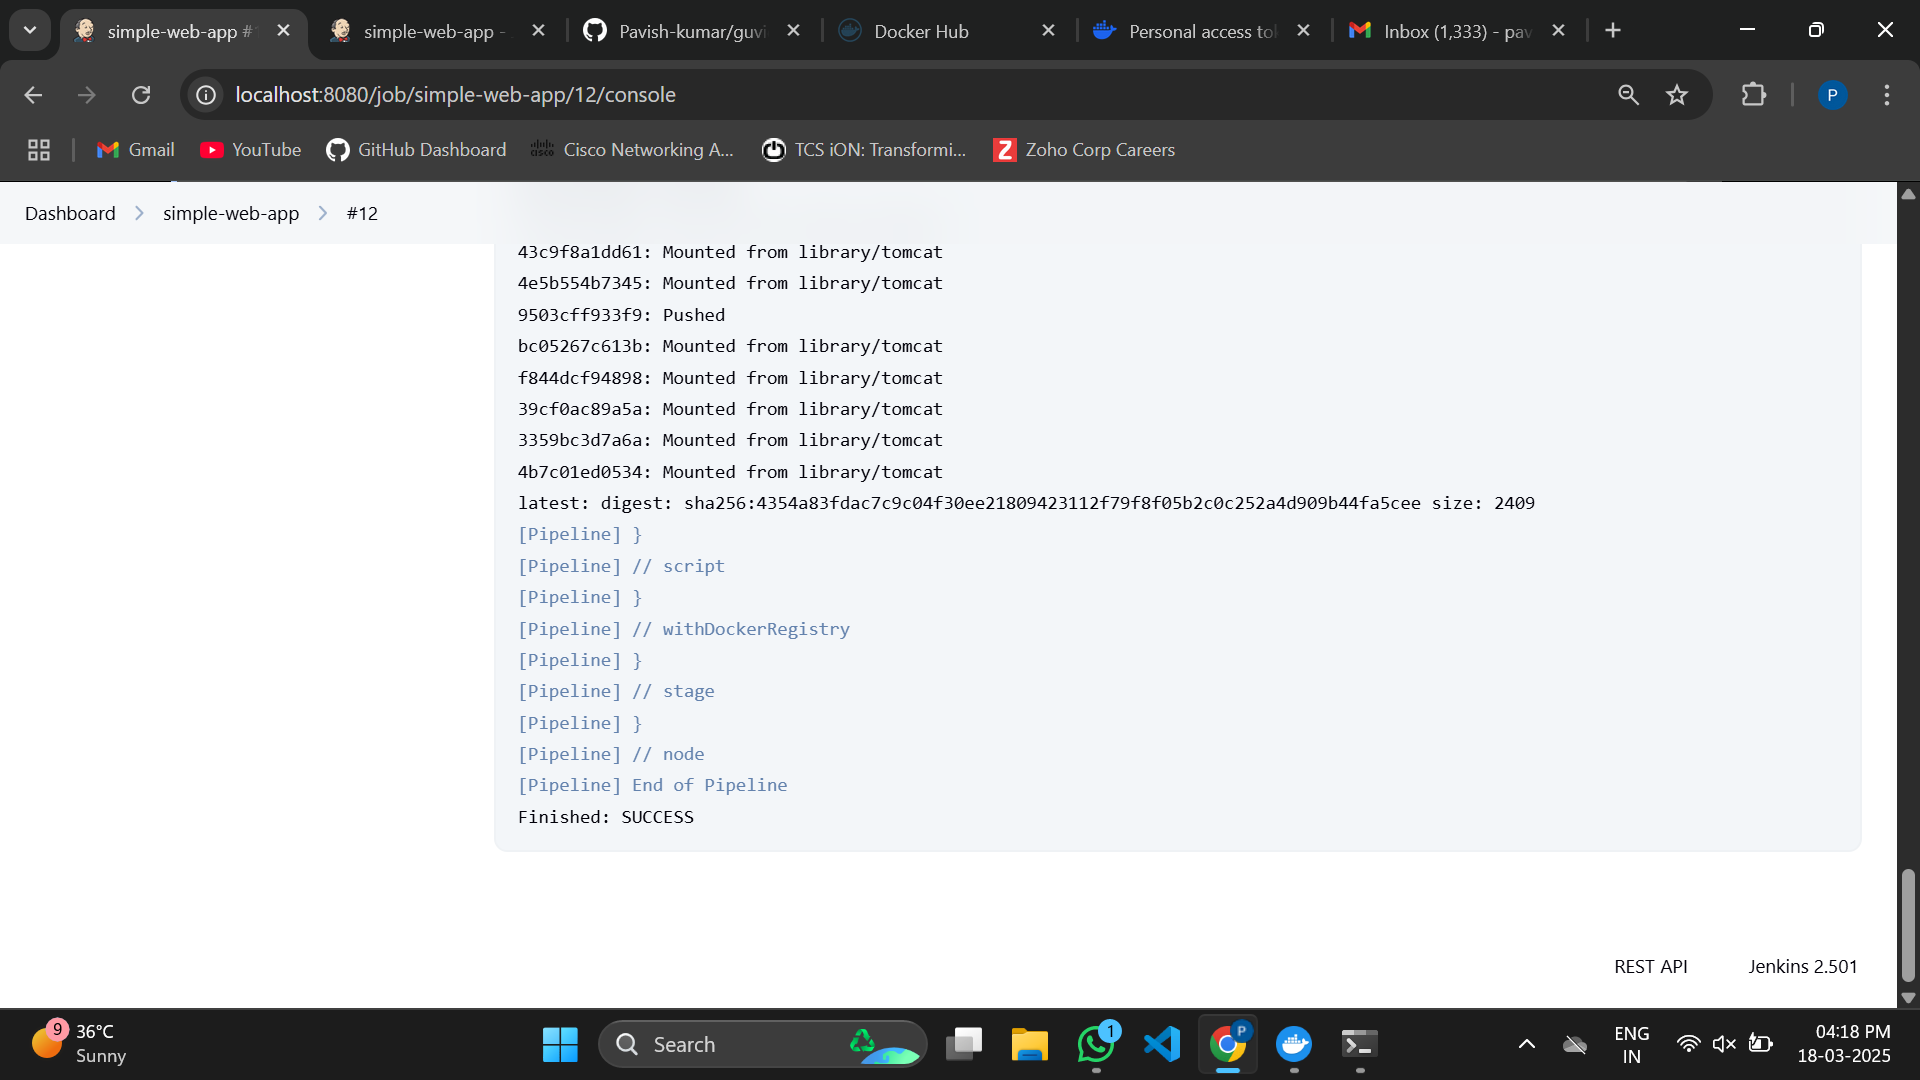 simple-web-app #
simple-web-app -
Pavish-kumar/guvi
Docker Hub
Personal access tok
Inbox (1,333) - pav
localhost:8080/job/simple-web-app/12/console
P
Gmail
YouTube
GitHub Dashboard
cisco
Cisco Networking A...
TCS iON: Transformi...
Z
Zoho Corp Careers
Dashboard
simple-web-app
#12
43c9f8a1dd61: Mounted from library/tomcat
4e5b554b7345: Mounted from library/tomcat
9503cff933f9: Pushed
bc05267c613b: Mounted from library/tomcat
f844dcf94898: Mounted from library/tomcat
39cf0ac89a5a: Mounted from library/tomcat
3359bc3d7a6a: Mounted from library/tomcat
4b7c01ed0534: Mounted from library/tomcat
latest: digest: sha256:4354a83fdac7c9c04f30ee21809423112f79f8f05b2c0c252a4d909b44fa5cee size: 2409
[Pipeline] }
[Pipeline] // script
[Pipeline] }
[Pipeline] // withDockerRegistry
[Pipeline] }
[Pipeline] // stage
[Pipeline] }
[Pipeline] // node
[Pipeline] End of Pipeline
Finished: SUCCESS
REST API
Jenkins 2.501
9
36°C
Sunny
Search
1
P
ENG
IN
04:18 PM
18-03-2025